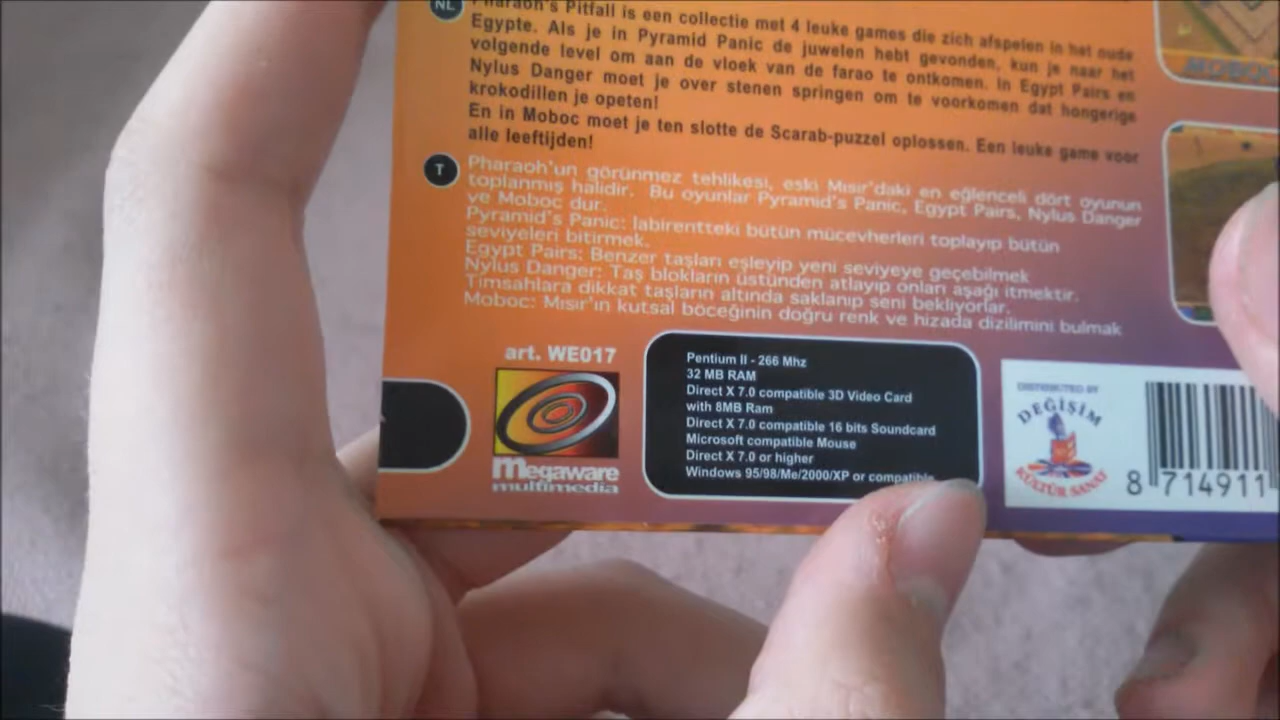 NL
Pharaoh's Pitfall is een collectie met 4 leuke games die zich afspelen in het oude
Egypte. Als je in Pyramid Panic de juwelen hebt gevonden, kun je naar het
volgende level om aan de vloek van de farao te ontkomen. In Egypt Pairs en
Nylus Danger moet je over stenen springen om te voorkomen dat hongerige
krokodillen je opeten!
En in Moboc moet je ten slotte de Scarab-puzzel oplossen. Een leuke game voor
alle leeftijden!
T
Pharaoh'un görünmez tehlikesi, eski Mısır'daki en eğlenceli dört oyunun
toplanmış halidir. Bu oyunlar Pyramid's Panic, Egypt Pairs, Nylus Danger
ve Moboc dur.
Pyramid's Panic: labirentteki bütün mücevherleri toplayıp bütün
seviyeleri bitirmek.
Egypt Pairs: Benzer taşları eşleyip yeni seviyeye geçebilmek
Nylus Danger: Taş blokların üstünden atlayıp onları aşağı itmektir.
Timsahlara dikkat taşların altında saklanıp seni bekliyorlar.
Moboc: Mısır'ın kutsal böceğinin doğru renk ve hizada dizilimini bulmak
MOBOC
art. WE017
Megaware
multimedia
Pentium II - 266 Mhz
32 MB RAM
Direct X 7.0 compatible 3D Video Card
with 8MB Ram
Direct X 7.0 compatible 16 bits Soundcard
Microsoft compatible Mouse
Direct X 7.0 or higher
Windows 95/98/Me/2000/XP or compatible
DISTRIBUTED BY
DEĞİŞİM
KÜLTÜR SANAT
8 714911